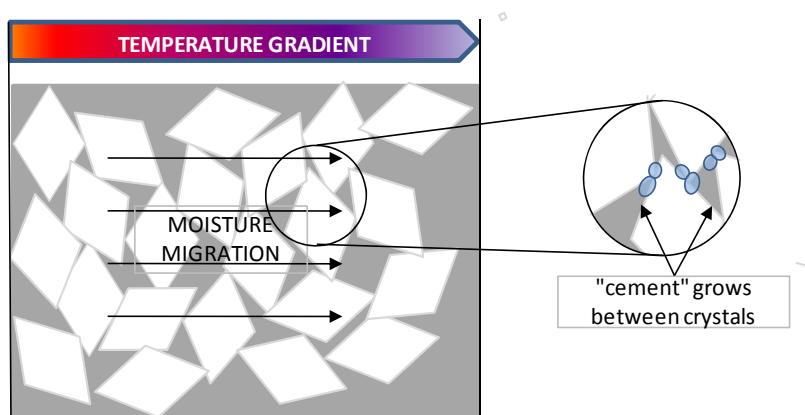 TEMPERATURE GRADIENT
MOISTURE
MIGRATION
"cement" grows
between crystals